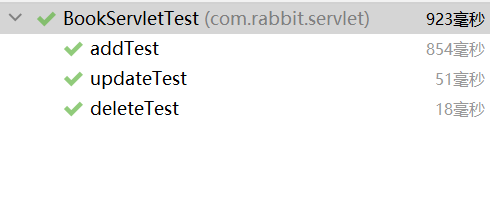 BookServletTest (com.rabbit.servlet) 923毫秒
addTest 854毫秒
updateTest 51毫秒
deleteTest 18毫秒